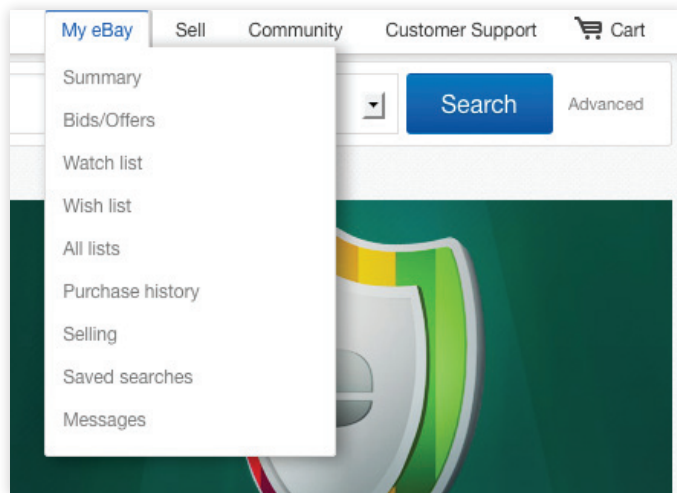 My eBay Sell Community Customer Support Cart
Search Advanced
Summary
Bids/Offers
Watch list
Wish list
All lists
Purchase history
Selling
Saved searches
Messages
e